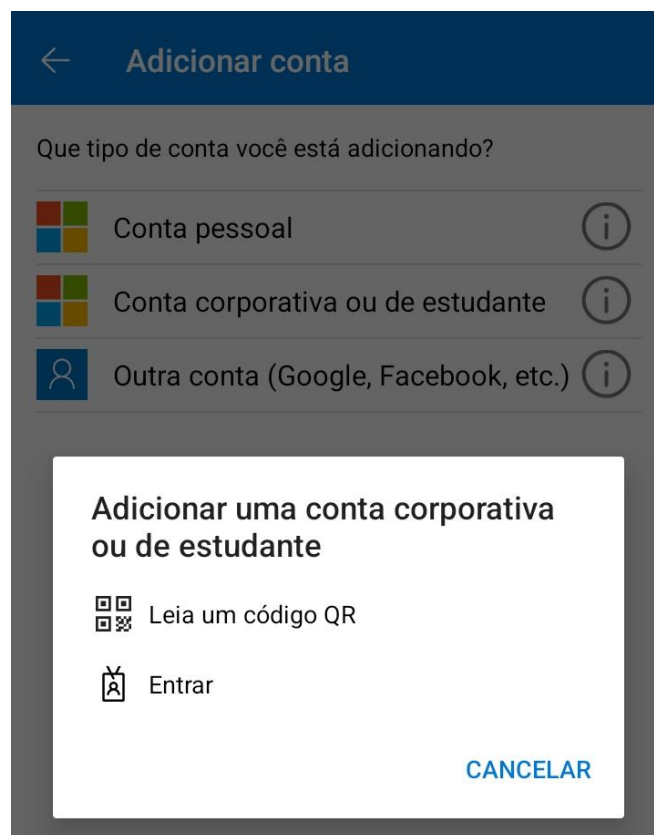 Adicionar conta
Que tipo de conta você está adicionando?
Conta pessoal
Conta corporativa ou de estudante
Outra conta (Google, Facebook, etc.)
Adicionar uma conta corporativa
ou de estudante
Leia um código QR
Entrar
CANCELAR